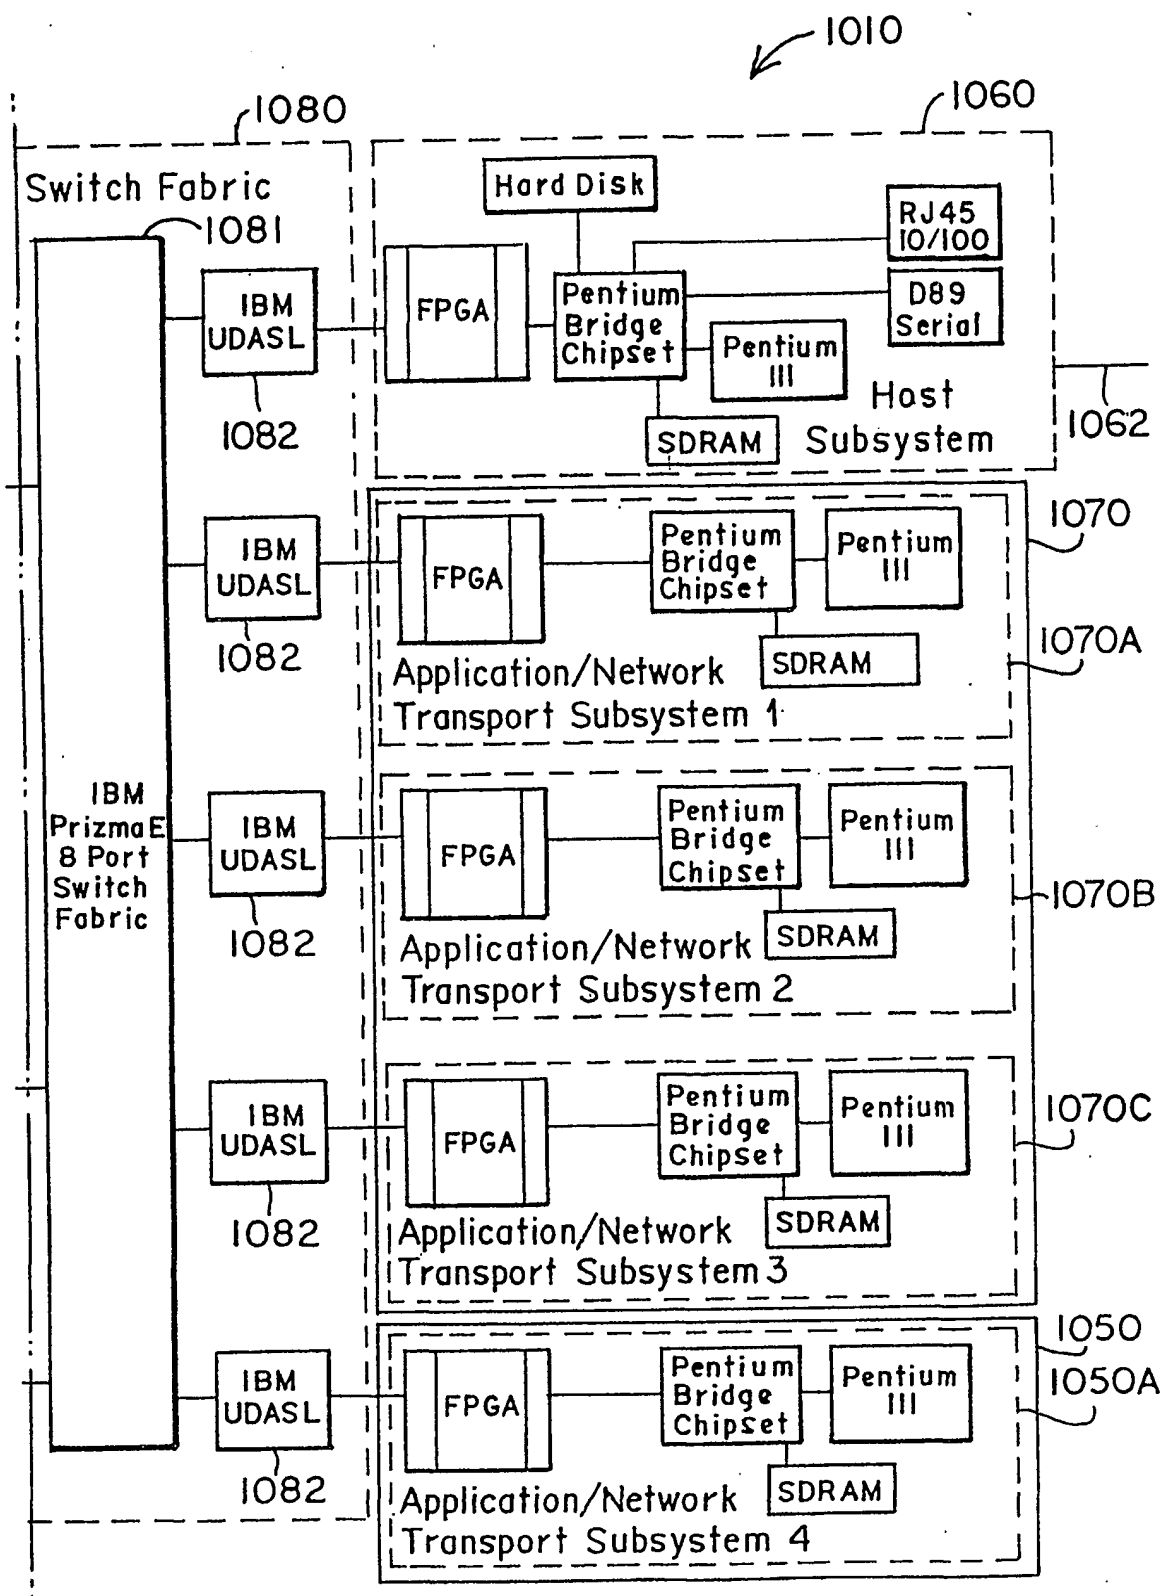 1010
1080
1060
Switch Fabric
1081
Hard Disk
RJ45
10/100
IBM
UDASL
FPGA
Pentium
Bridge
Chipset
D89
Serial
Pentium
III
1082
SDRAM
Host
Subsystem
1062
IBM
UDASL
1082
FPGA
Pentium
Bridge
Chipset
Pentium
III
1070
SDRAM
1070A
Application/Network
Transport Subsystem 1
IBM
PrizmaE
8 Port
Switch
Fabric
IBM
UDASL
1082
FPGA
Pentium
Bridge
Chipset
Pentium
III
1070B
SDRAM
Application/Network
Transport Subsystem 2
IBM
UDASL
1082
FPGA
Pentium
Bridge
Chipset
Pentium
III
1070C
SDRAM
Application/Network
Transport Subsystem 3
IBM
UDASL
1082
FPGA
Pentium
Bridge
Chipset
Pentium
III
1050
1050A
SDRAM
Application/Network
Transport Subsystem 4